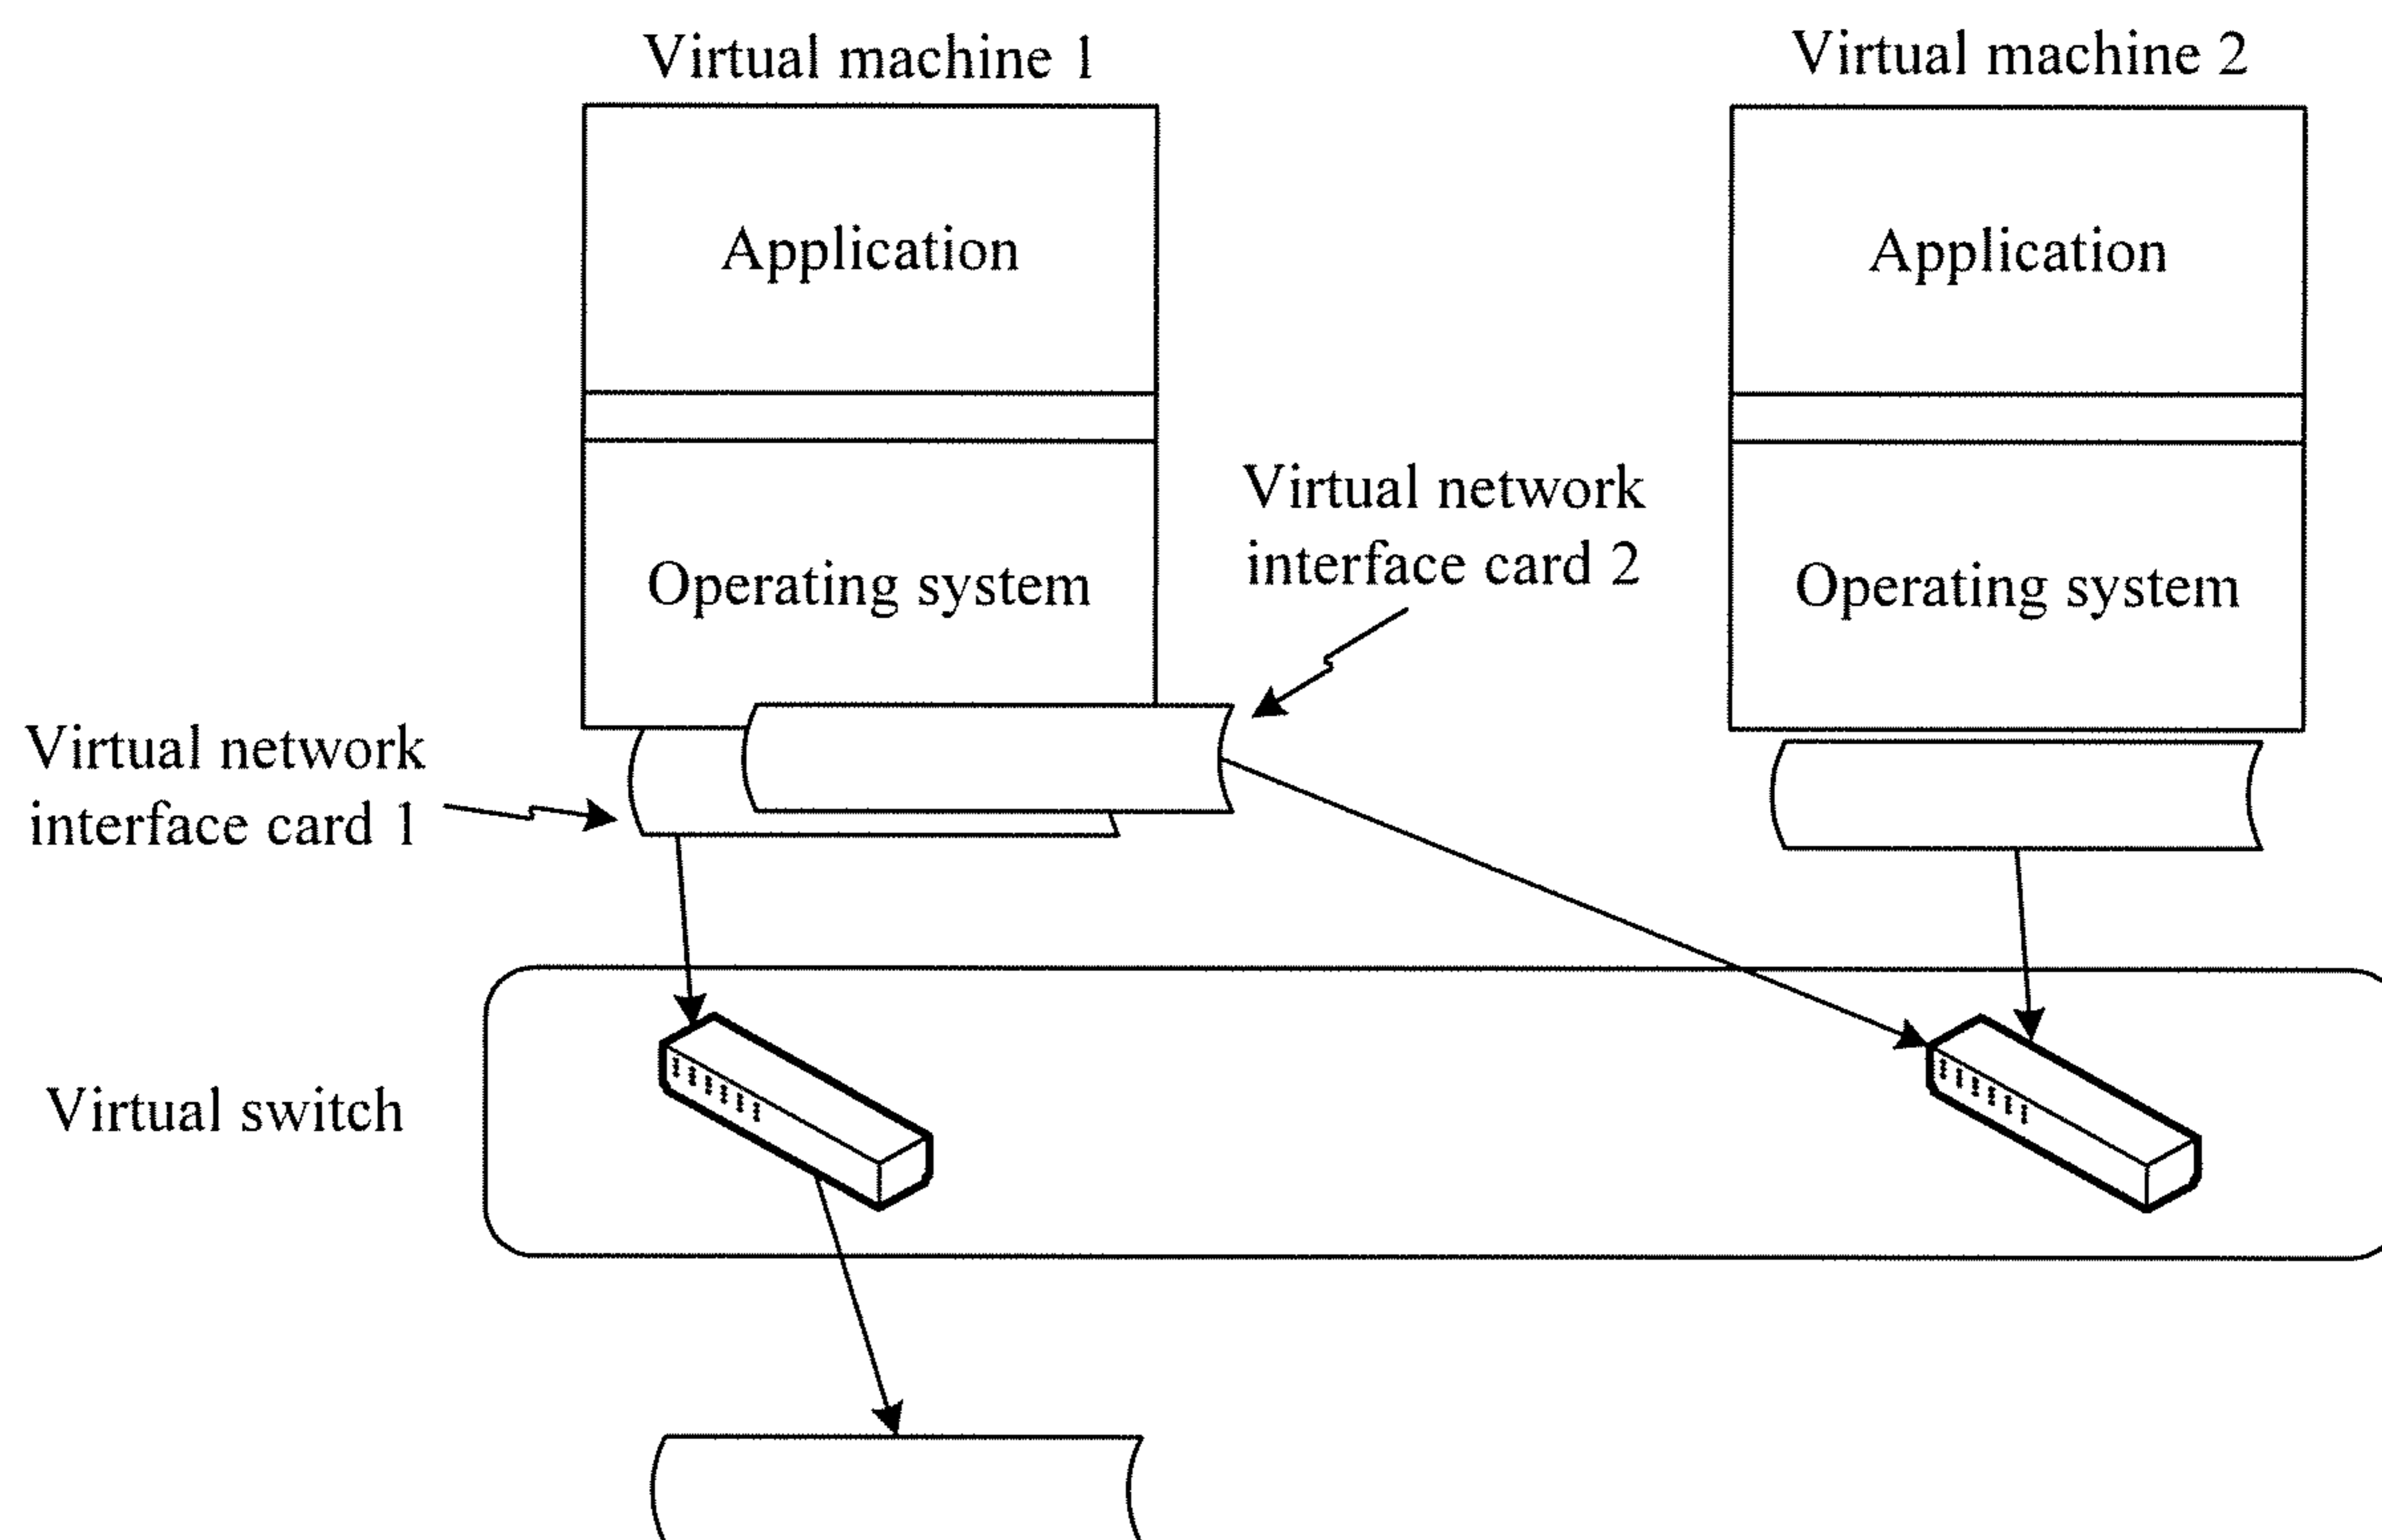 Virtual machine 1
Virtual machine 2
Application
Application
Virtual network
interface card 2
Operating system
Operating system
Virtual network
interface card 1
Virtual switch